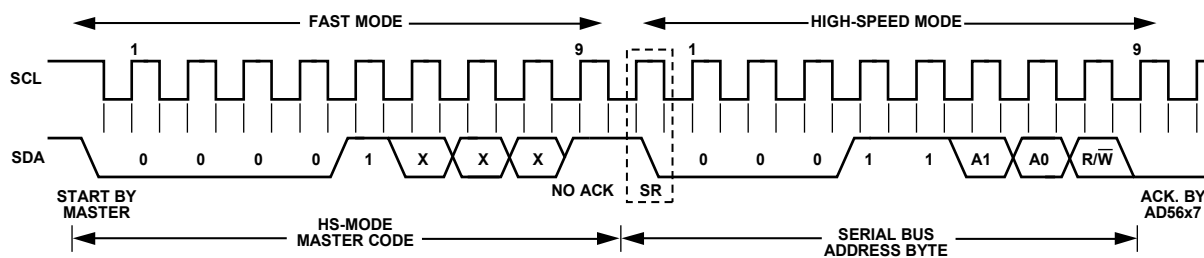 FAST MODE
HIGH-SPEED MODE
1 9 1 9
SCL
SDA
0 0 0 0 1 X X X
0 0 0 1 1 A1 A0 R/W̅
START BY
MASTER
NO ACK
SR
ACK. BY
AD56x7
HS-MODE
MASTER CODE
SERIAL BUS
ADDRESS BYTE